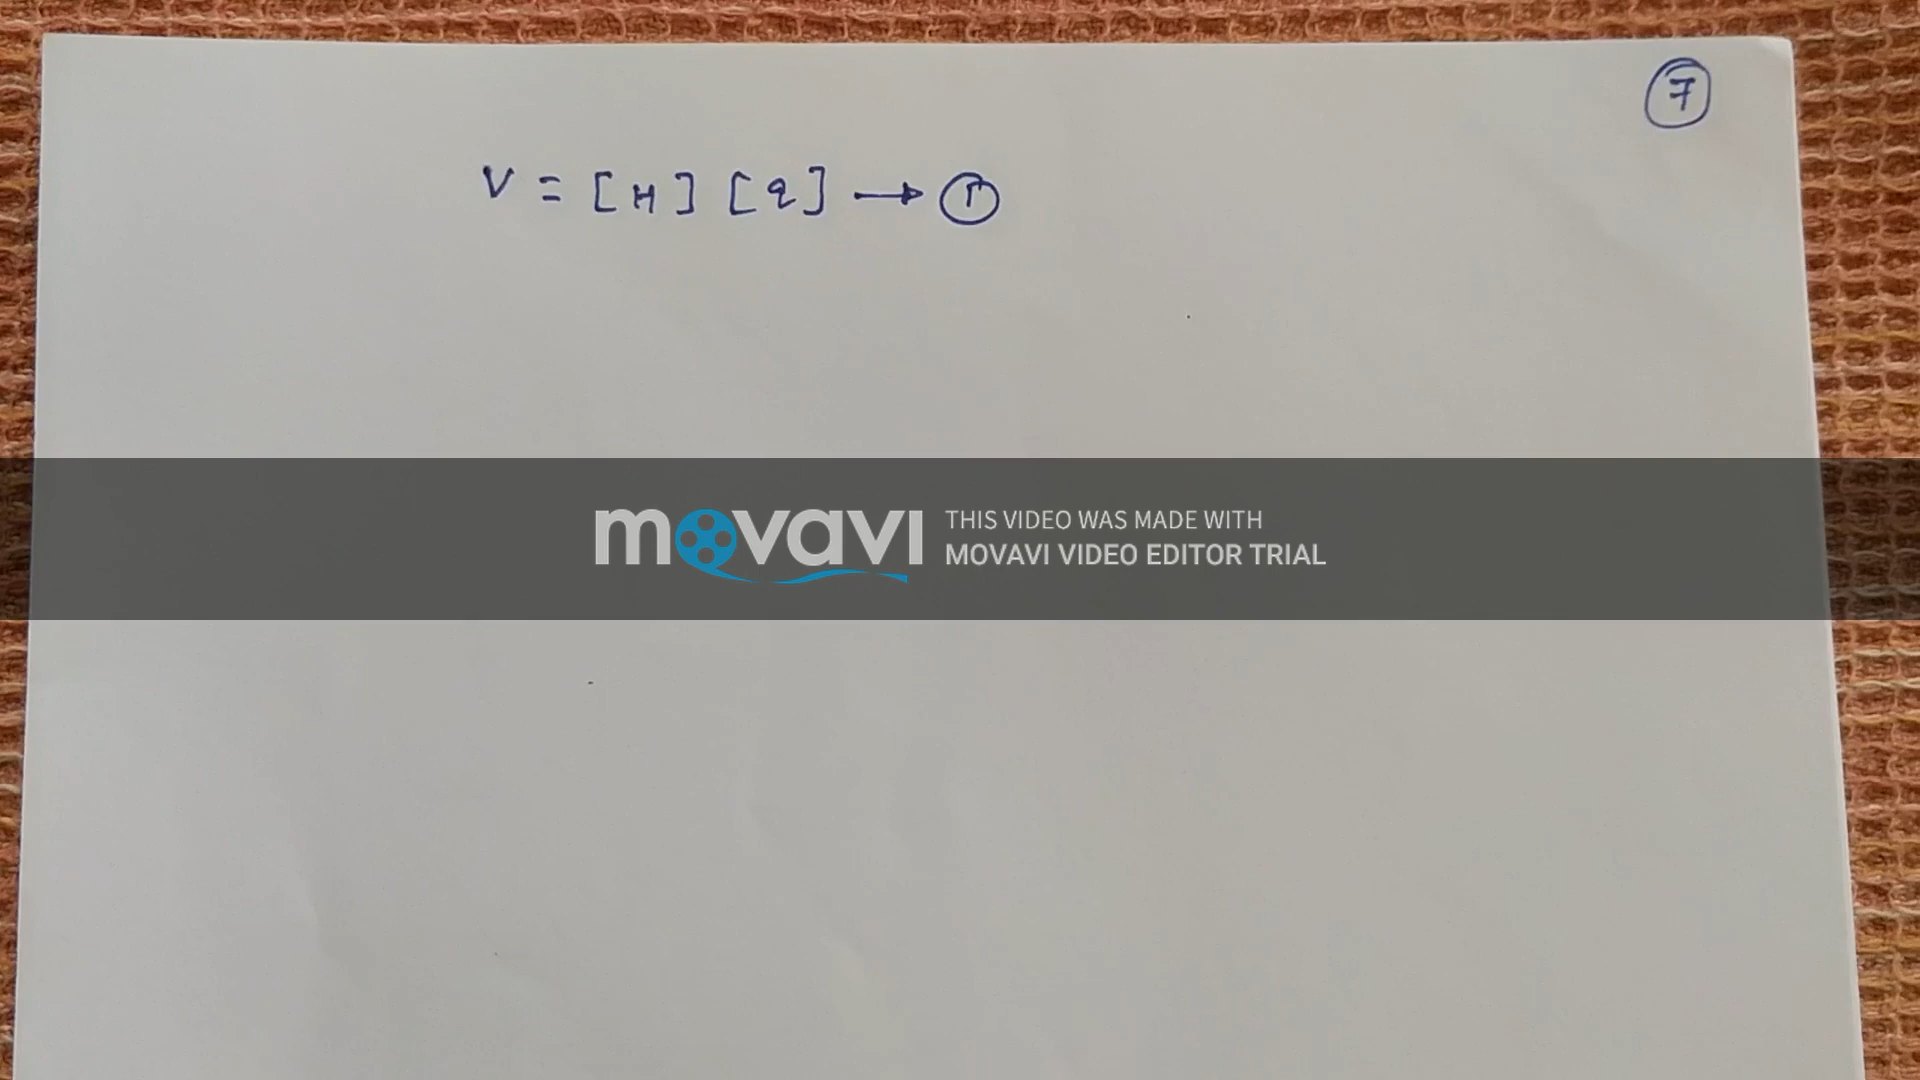 7
V = [H] [q] → 1
movavi THIS VIDEO WAS MADE WITH
MOVAVI VIDEO EDITOR TRIAL